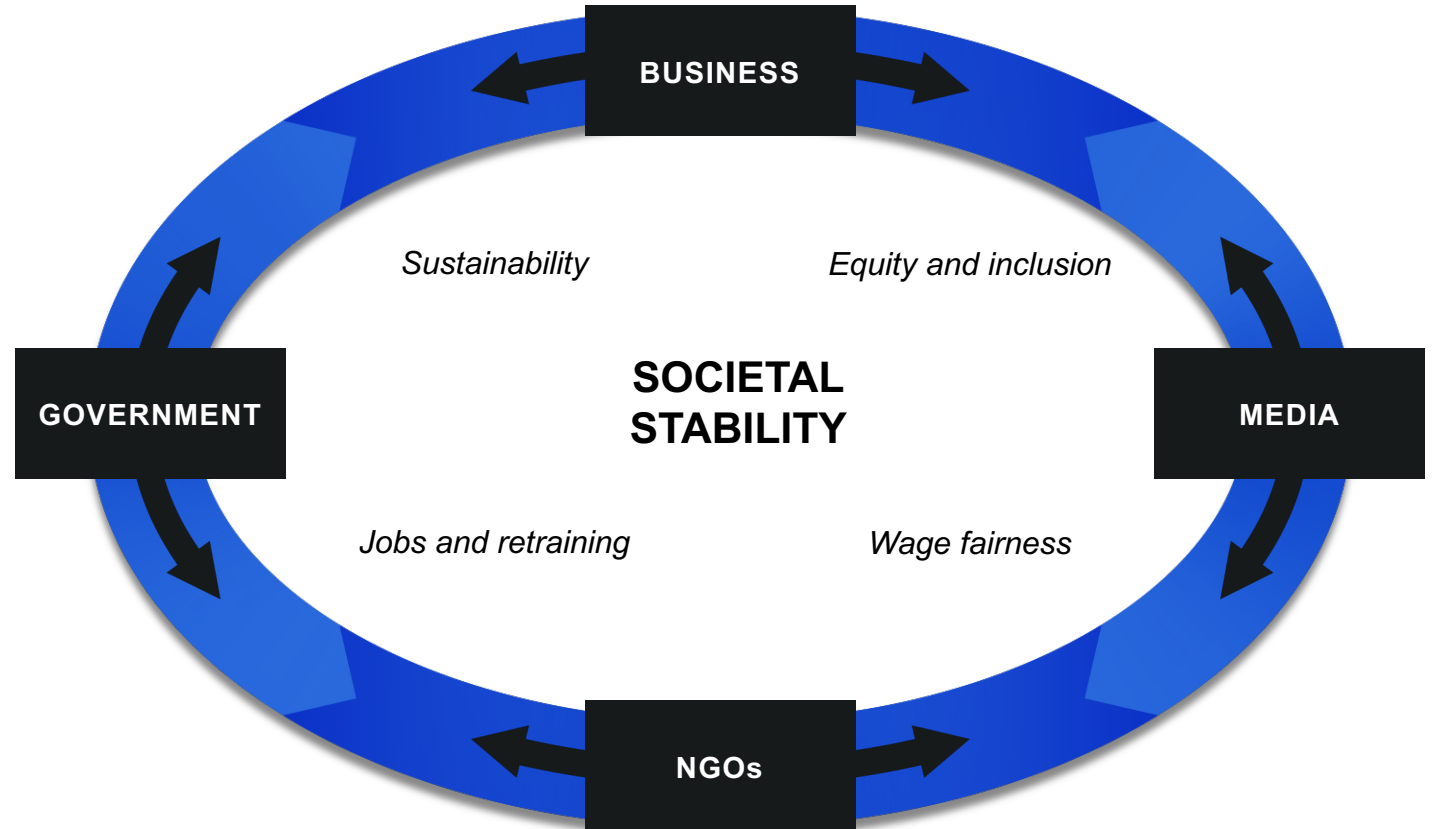 BUSINESS
Sustainability
Equity and inclusion
SOCIETAL
STABILITY
GOVERNMENT
MEDIA
Jobs and retraining
Wage fairness
NGOs